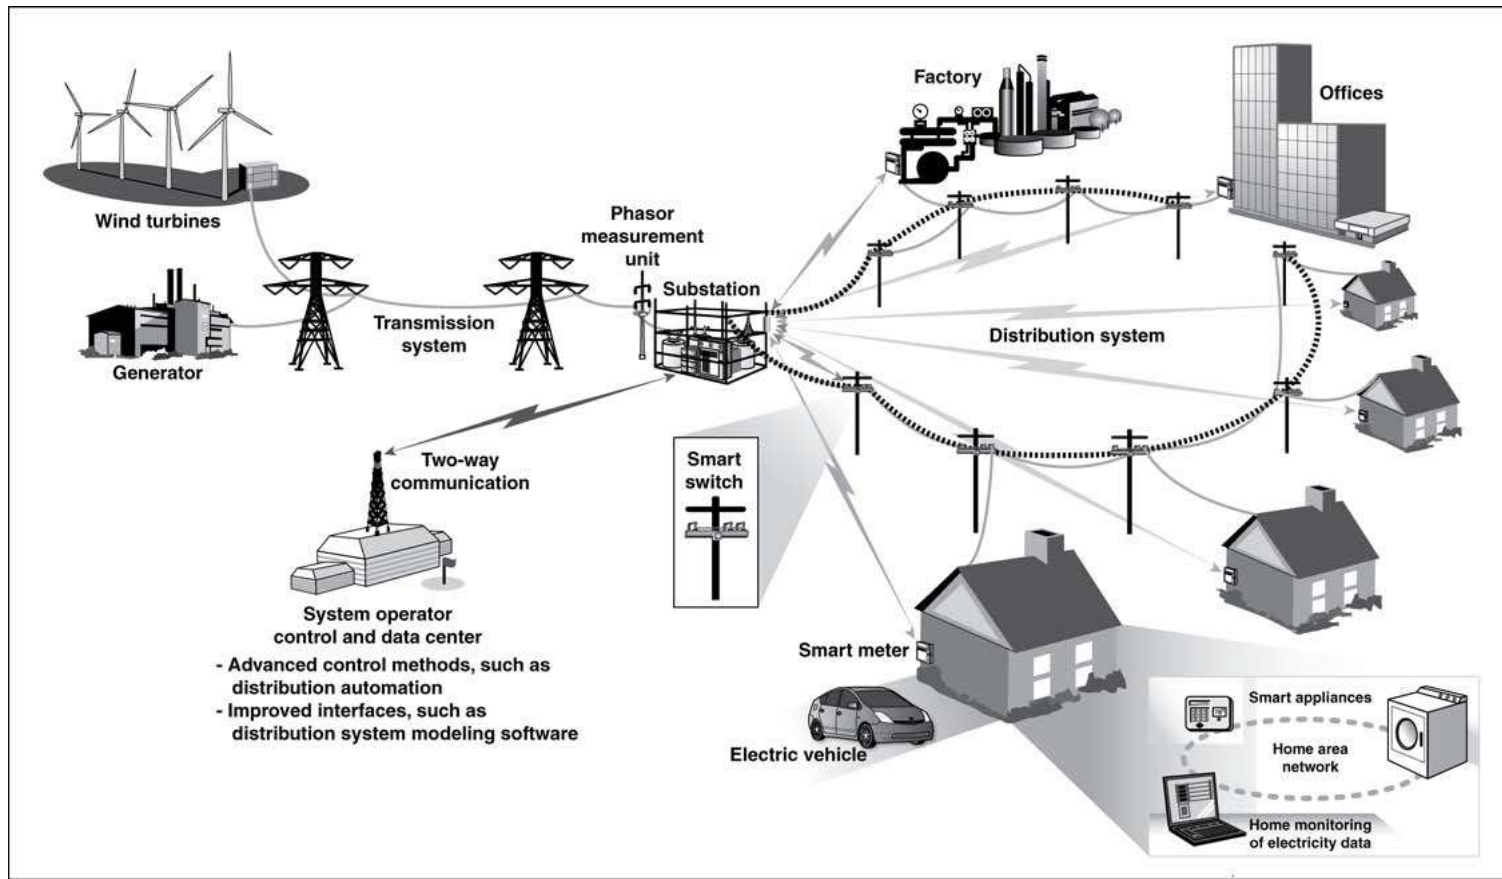 Factory
Offices
Wind turbines
Phasor
measurement
unit
Substation
Transmission
system
Generator
Distribution system
Two-way
communication
Smart
switch
System operator
control and data center
- Advanced control methods, such as
distribution automation
- Improved interfaces, such as
distribution system modeling software
Smart meter
Electric vehicle
Smart appliances
Home area
network
Home monitoring
of electricity data